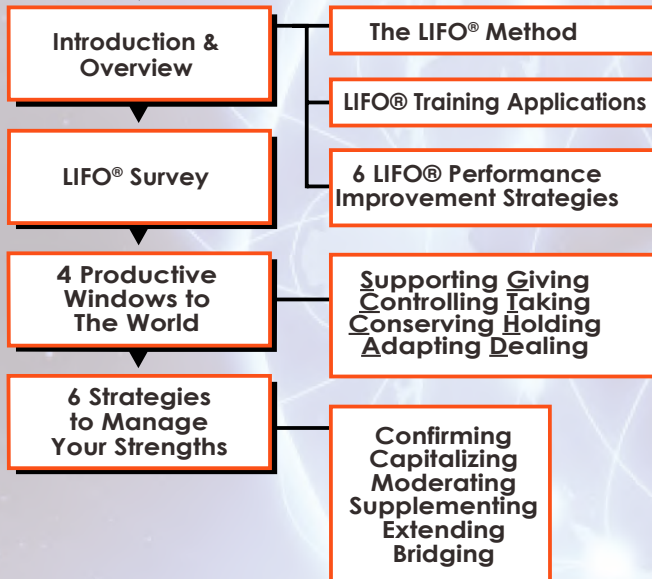 Introduction &
Overview
The LIFO® Method
LIFO® Training Applications
6 LIFO® Performance
Improvement Strategies
LIFO® Survey
4 Productive
Windows to
The World
Supporting Giving
Controlling Taking
Conserving Holding
Adapting Dealing
6 Strategies
to Manage
Your Strengths
Confirming
Capitalizing
Moderating
Supplementing
Extending
Bridging